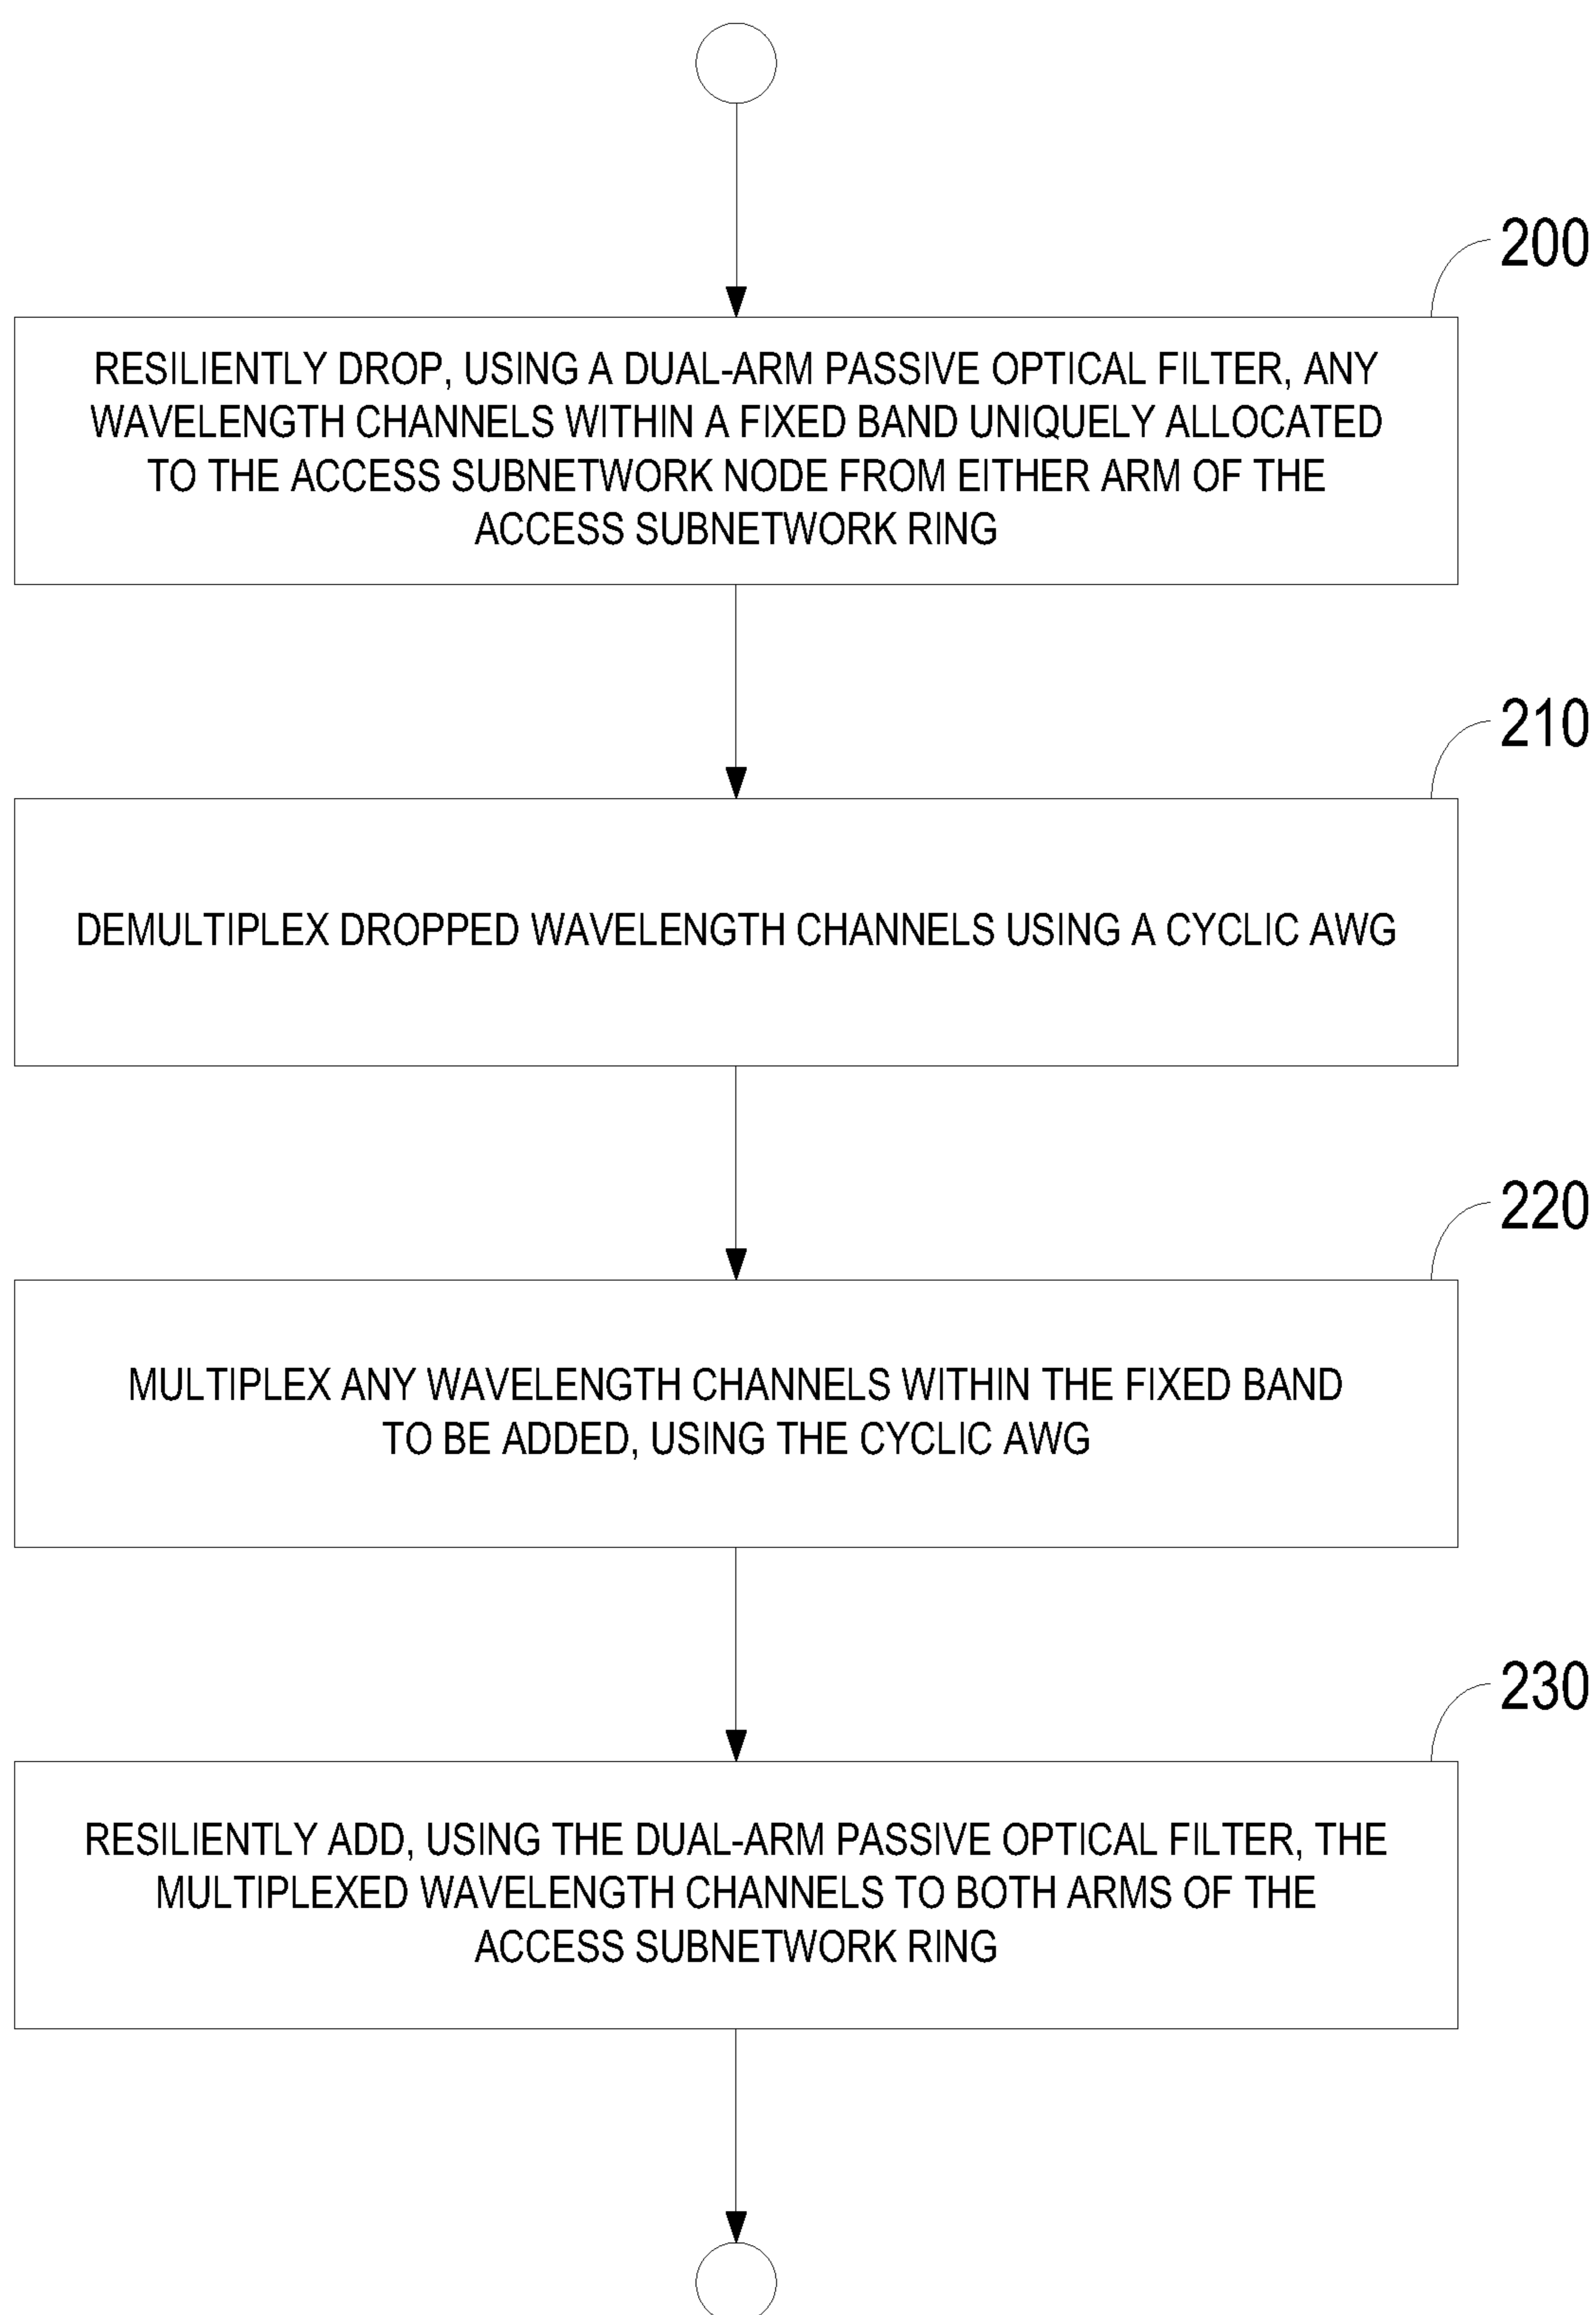 200
RESILIENTLY DROP, USING A DUAL-ARM PASSIVE OPTICAL FILTER, ANY
WAVELENGTH CHANNELS WITHIN A FIXED BAND UNIQUELY ALLOCATED
TO THE ACCESS SUBNETWORK NODE FROM EITHER ARM OF THE
ACCESS SUBNETWORK RING
210
DEMULTIPLEX DROPPED WAVELENGTH CHANNELS USING A CYCLIC AWG
220
MULTIPLEX ANY WAVELENGTH CHANNELS WITHIN THE FIXED BAND
TO BE ADDED, USING THE CYCLIC AWG
230
RESILIENTLY ADD, USING THE DUAL-ARM PASSIVE OPTICAL FILTER, THE
MULTIPLEXED WAVELENGTH CHANNELS TO BOTH ARMS OF THE
ACCESS SUBNETWORK RING